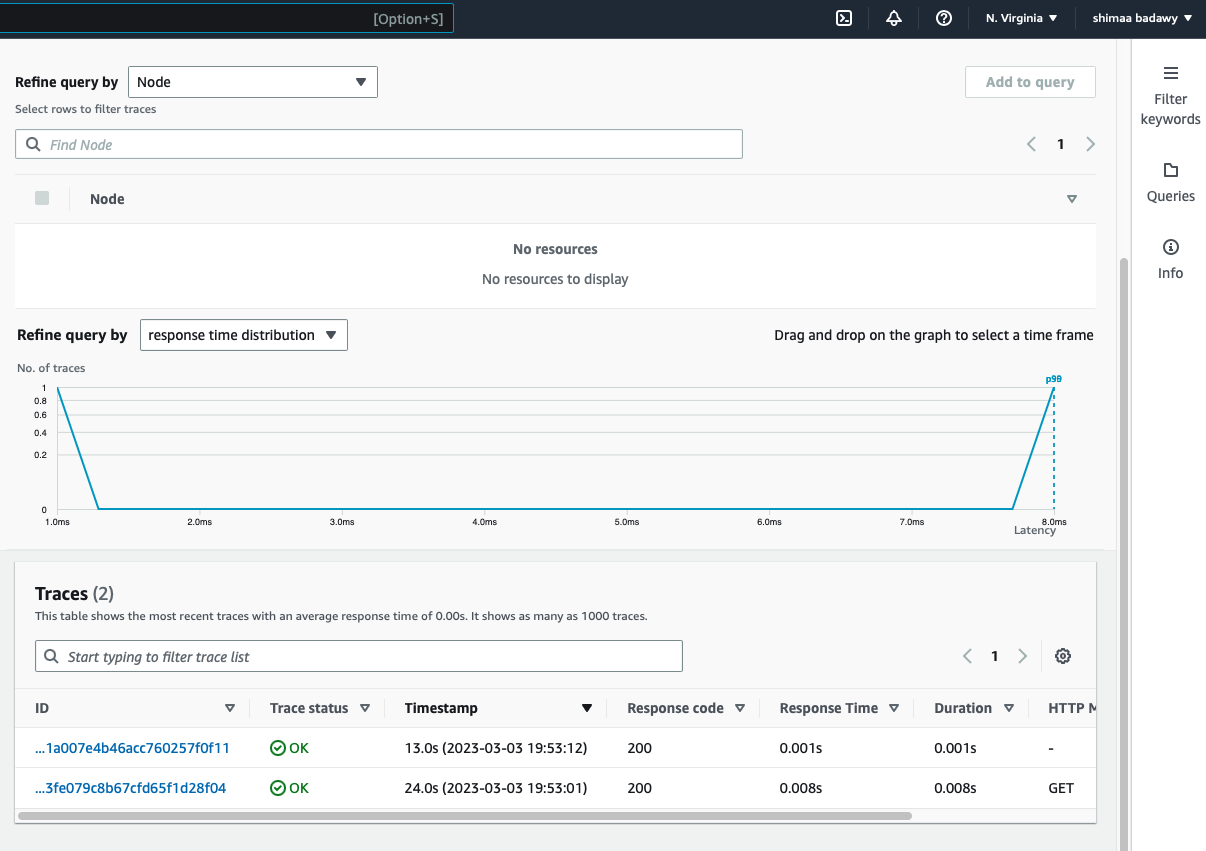 [Option+S]
N. Virginia
shimaa badawy
Refine query by
Node
Add to query
Select rows to filter traces
Find Node
1
Node
No resources
No resources to display
Refine query by
response time distribution
Drag and drop on the graph to select a time frame
No. of traces
1
0.8
0.6
0.4
0.2
0
1.0ms 2.0ms 3.0ms 4.0ms 5.0ms 6.0ms 7.0ms 8.0ms
Latency
Traces (2)
This table shows the most recent traces with an average response time of 0.00s. It shows as many as 1000 traces.
Start typing to filter trace list
1
ID Trace status Timestamp Response code Response Time Duration HTTP M
...1a007e4b46acc760257f0f11 OK 13.0s (2023-03-03 19:53:12) 200 0.001s 0.001s -
...3fe079c8b67cfd65f1d28f04 OK 24.0s (2023-03-03 19:53:01) 200 0.008s 0.008s GET
Filter
keywords
Queries
Info